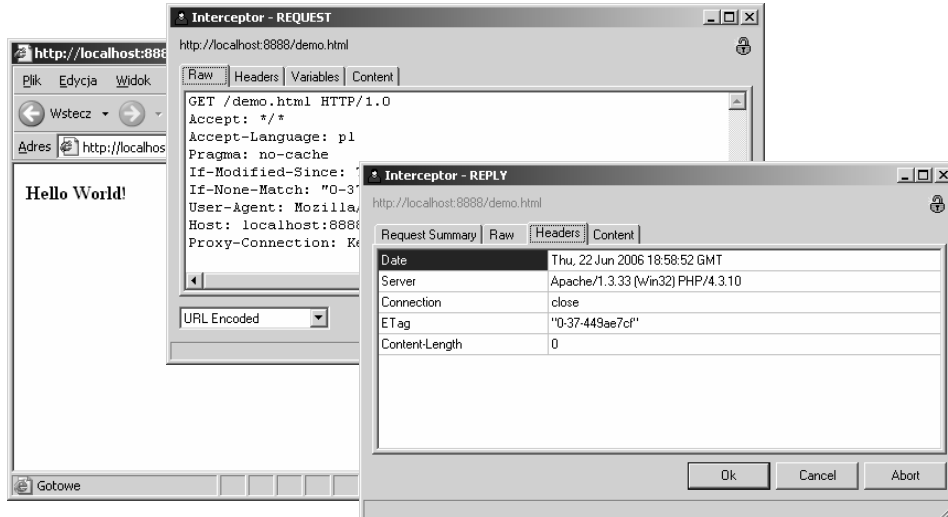 Interceptor - REQUEST
http://localhost:8888/demo.html
Raw Headers Variables Content
GET /demo.html HTTP/1.0
Accept: */*
Accept-Language: pl
Pragma: no-cache
If-Modified-Since:
If-None-Match: "0-37
User-Agent: Mozilla/
Host: localhost:8888
Proxy-Connection:
URL Encoded
http://localhost:888
Plik Edycja Widok
Wstecz
Adres http://localhos
Hello World!
Gotowe
Interceptor - REPLY
http://localhost:8888/demo.html
Request Summary Raw Headers Content
Date Thu, 22 Jun 2006 18:58:52 GMT
Server Apache/1.3.33 (Win32) PHP/4.3.10
Connection close
ETag "0-37-449ae7cf"
Content-Length 0
Ok Cancel Abort